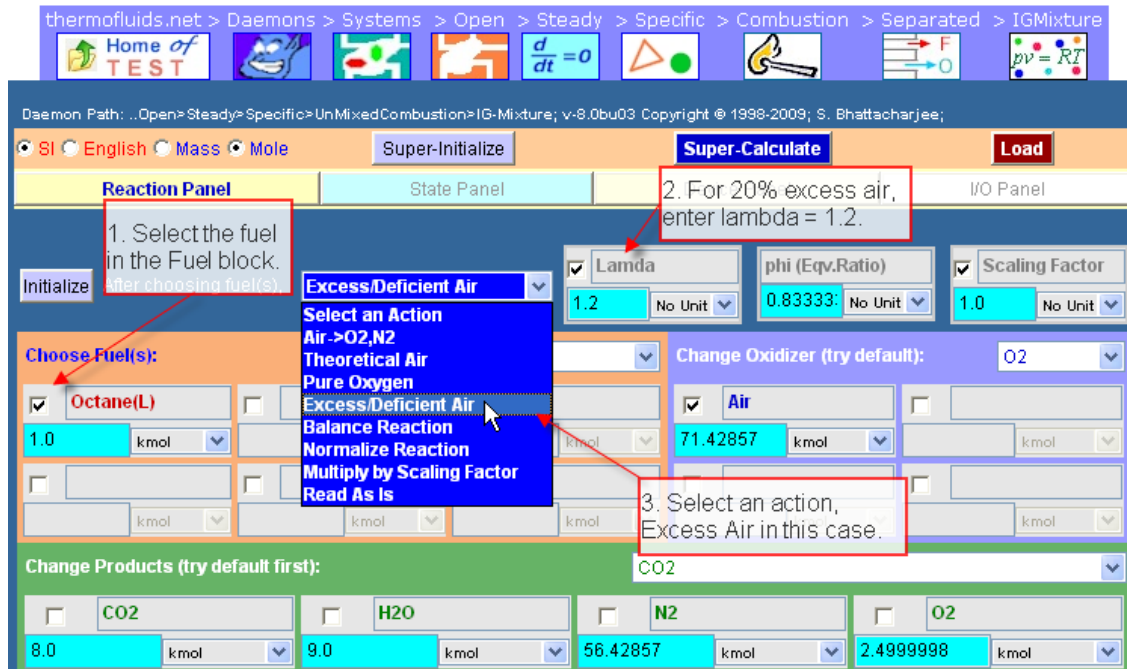 thermofluids.net > Daemons > Systems > Open > Steady > Specific > Combustion > Separated > IGMixture
Home of
TEST
d
dt =0
F
O
pv = RT
Daemon Path: ..Open>Steady>Specific>UnMixedCombustion>IG-Mixture; v-8.0bu03 Copyright © 1998-2009; S. Bhattacharjee;
SI English Mass Mole Super-Initialize Super-Calculate Load
Reaction Panel State Panel I/O Panel
1. Select the fuel
in the Fuel block.
2. For 20% excess air,
enter lambda = 1.2.
Lamda phi (Eqv.Ratio) Scaling Factor
Initialize After choosing fuel(s), Excess/Deficient Air 1.2 No Unit 0.83333: No Unit 1.0 No Unit
Select an Action
Air->O2,N2
Theoretical Air
Pure Oxygen
Excess/Deficient Air
Balance Reaction
Normalize Reaction
Multiply by Scaling Factor
Read As Is
Choose Fuel(s): Change Oxidizer (try default): O2
Octane(L) Air
1.0 kmol kmol 71.42857 kmol kmol
3. Select an action,
Excess Air in this case.
kmol kmol kmol kmol
Change Products (try default first): CO2
CO2 H2O N2 O2
8.0 kmol 9.0 kmol 56.42857 kmol 2.4999998 kmol